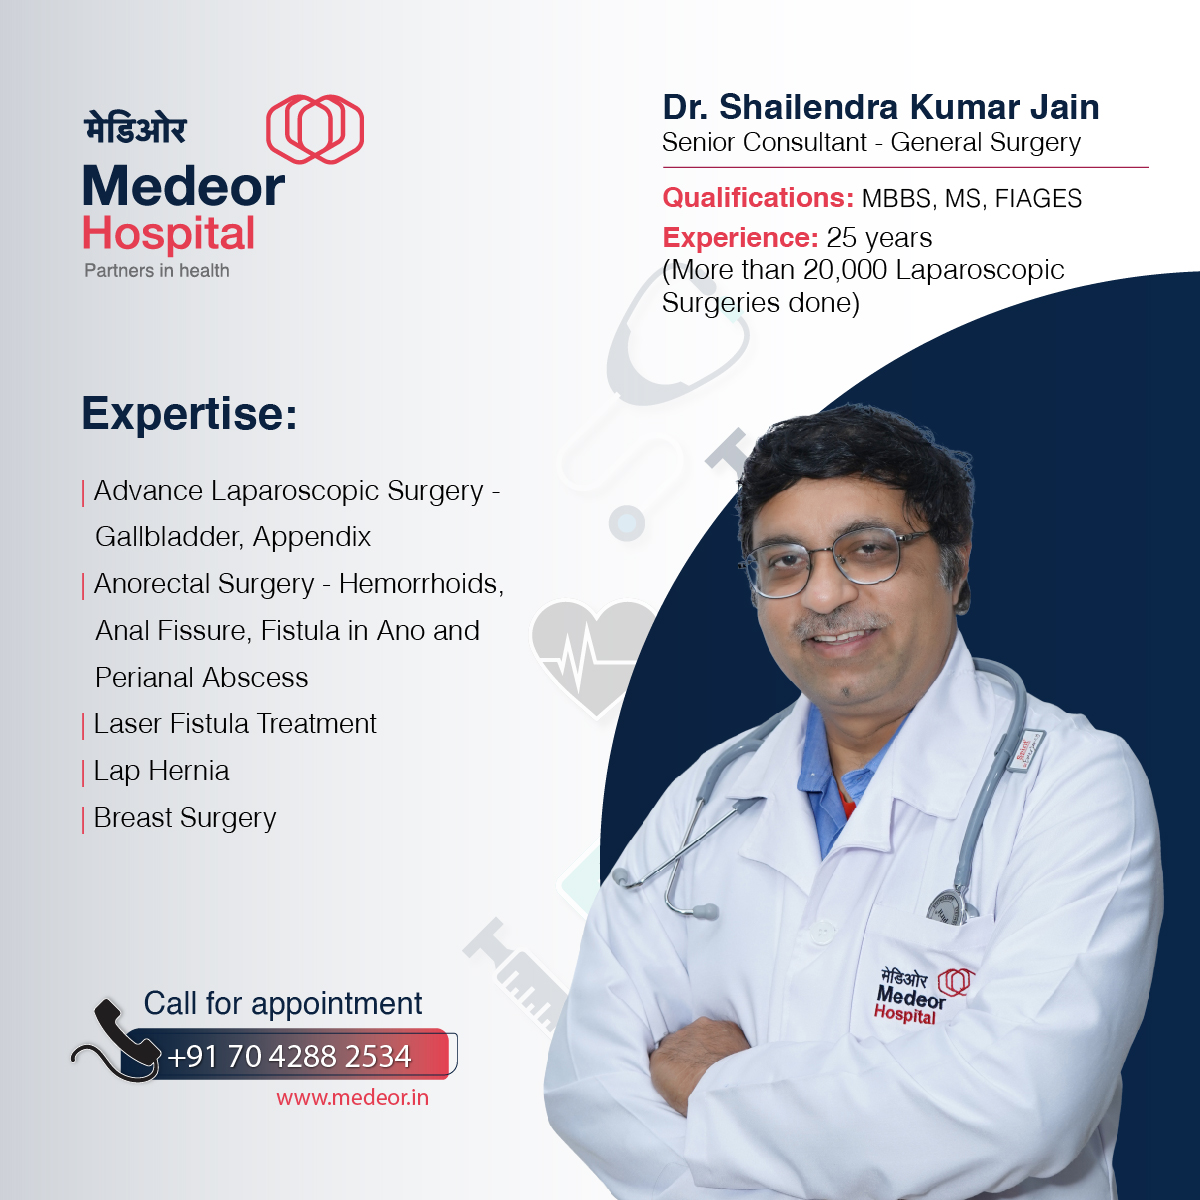 मेडिओर
Medeor
Hospital
Partners in health
Dr. Shailendra Kumar Jain
Senior Consultant - General Surgery
Qualifications: MBBS, MS, FIAGES
Experience: 25 years
(More than 20,000 Laparoscopic
Surgeries done)
Expertise:
Advance Laparoscopic Surgery -
Gallbladder, Appendix
Anorectal Surgery - Hemorrhoids,
Anal Fissure, Fistula in Ano and
Perianal Abscess
Laser Fistula Treatment
Lap Hernia
Breast Surgery
Call for appointment
+91 70 4288 2534
www.medeor.in
मेडिओर
Medeor
Hospital